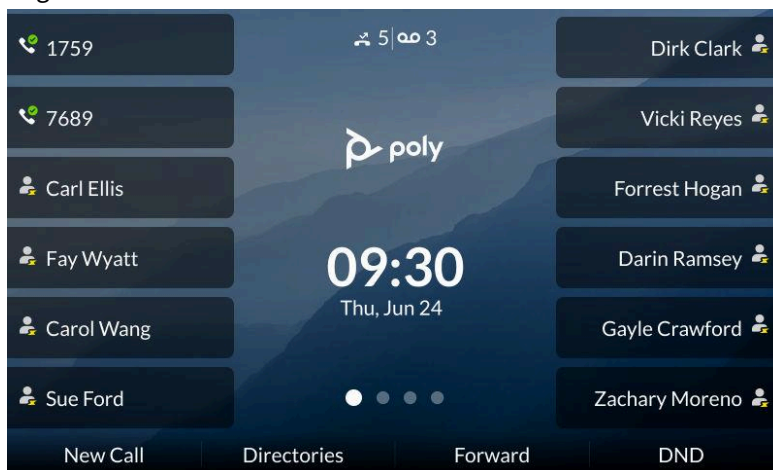 1759
7689
Carl Ellis
Fay Wyatt
Carol Wang
Sue Ford
5 3
poly
09:30
Thu, Jun 24
Dirk Clark
Vicki Reyes
Forrest Hogan
Darin Ramsey
Gayle Crawford
Zachary Moreno
New Call Directories Forward DND